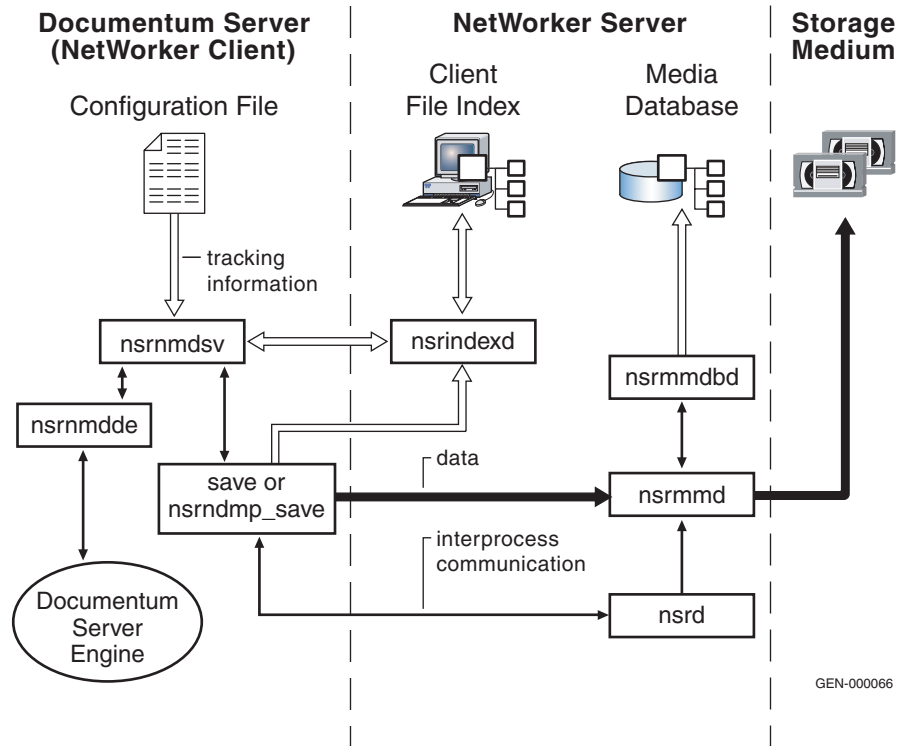 Documentum Server
(NetWorker Client)
NetWorker Server
Storage
Medium
Configuration File
Client
File Index
Media
Database
tracking
information
nsrnmdsv
nsrindexd
nsrmmdbd
nsrnmdde
save or
nsrndmp_save
data
nsrmmd
interprocess
communication
Documentum
Server
Engine
nsrd
GEN-000066